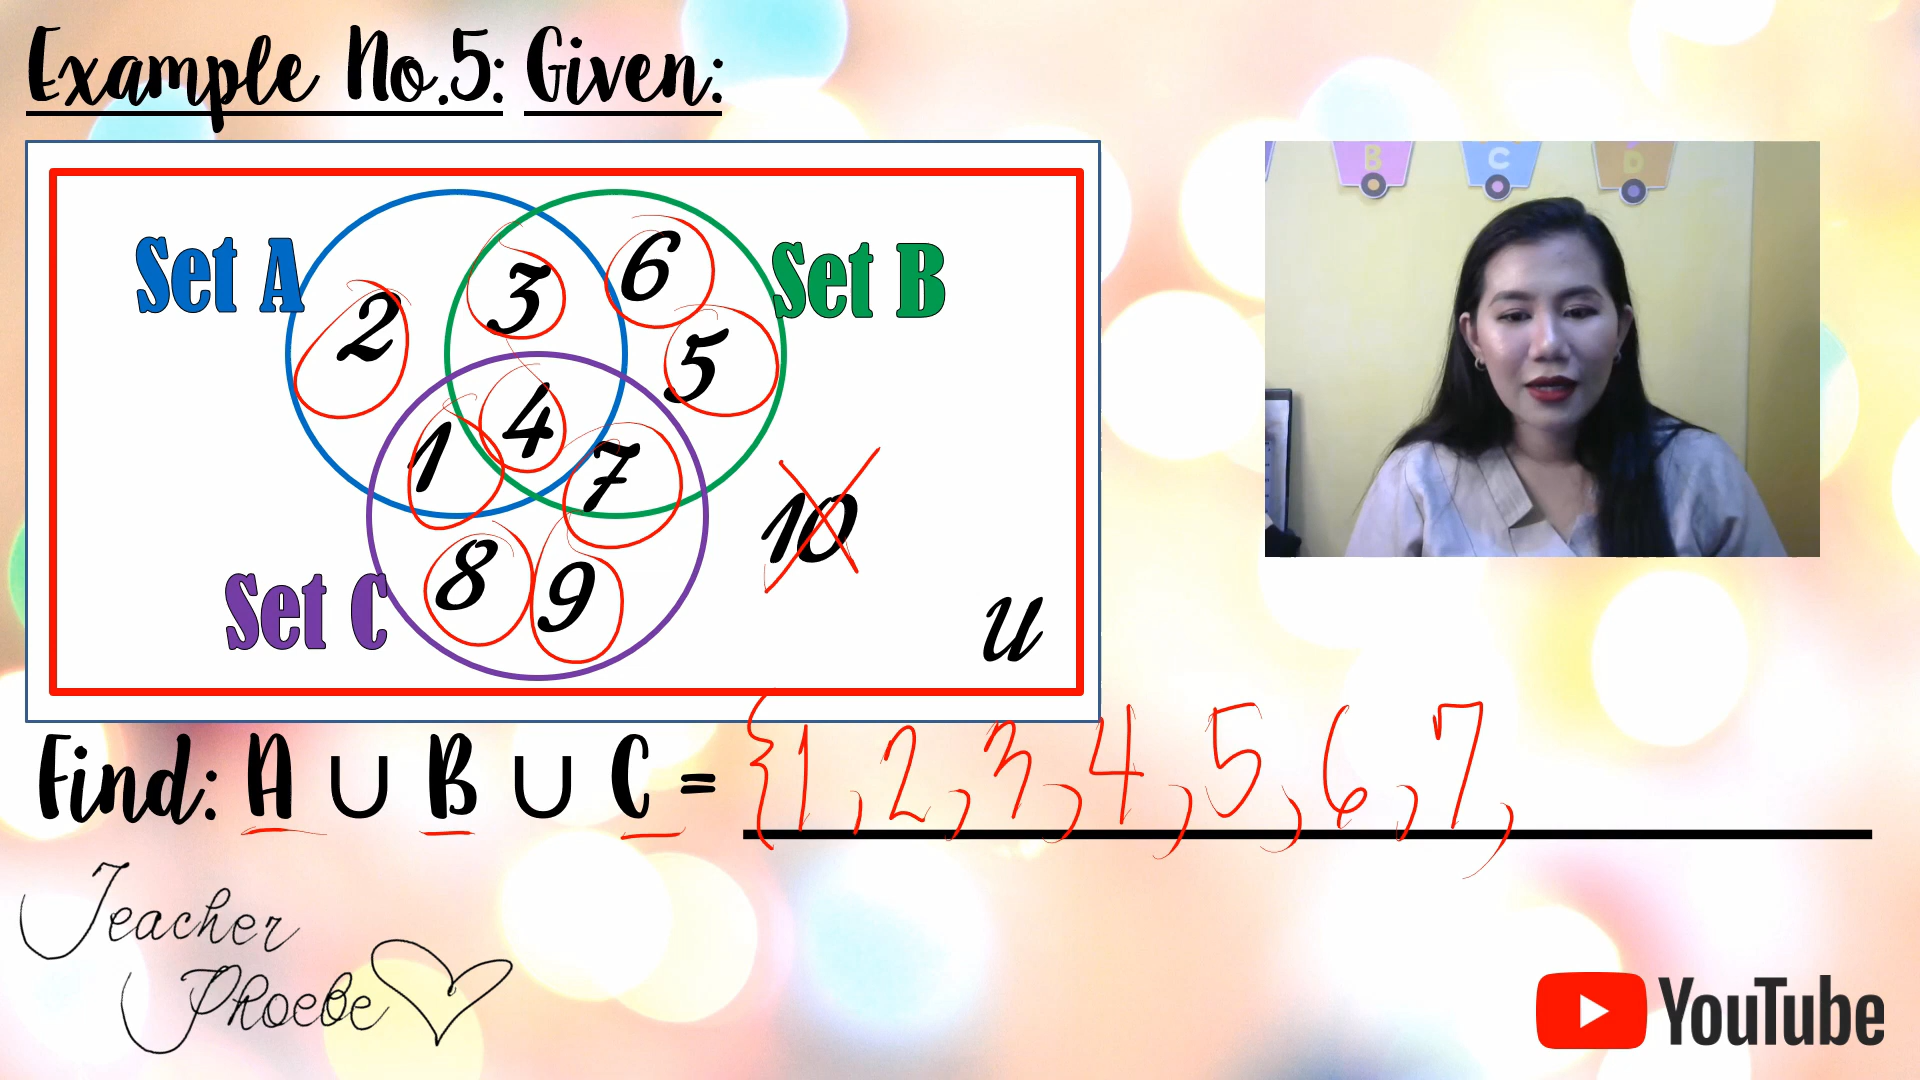 Example No.5: Given:
B C D
Set A
Set B
2 3 6
5
4
1 7
10
8 9
Set C
U
Find: A ∪ B ∪ C = {1, 2, 3, 4, 5, 6, 7,
Teacher
Phoebe
YouTube